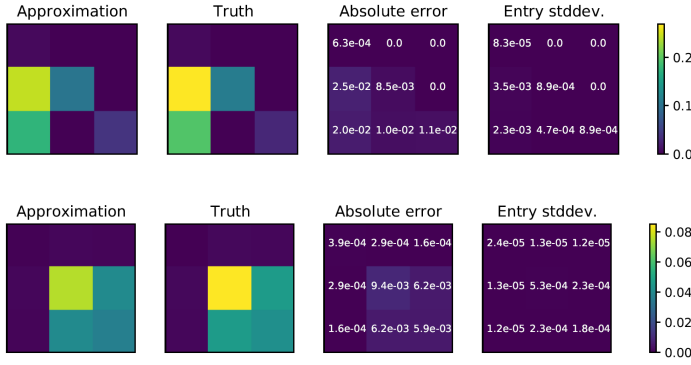 Approximation Truth Absolute error Entry stddev.
6.3e-04 0.0 0.0 8.3e-05 0.0 0.0
0.2
2.5e-02 8.5e-03 0.0 3.5e-03 8.9e-04 0.0
0.1
2.0e-02 1.0e-02 1.1e-02 2.3e-03 4.7e-04 8.9e-04
0.0
Approximation Truth Absolute error Entry stddev.
0.08
3.9e-04 2.9e-04 1.6e-04 2.4e-05 1.3e-05 1.2e-05
0.06
2.9e-04 9.4e-03 6.2e-03 1.3e-05 5.3e-04 2.3e-04
0.04
0.02
1.6e-04 6.2e-03 5.9e-03 1.2e-05 2.3e-04 1.8e-04
0.00